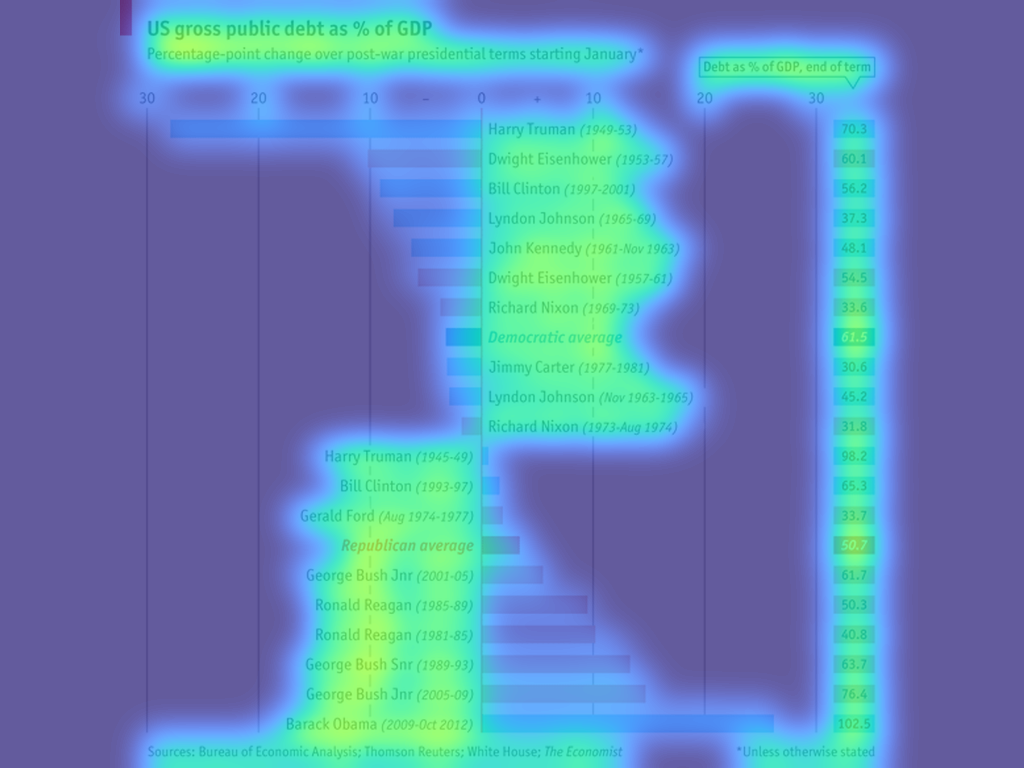 US gross public debt as % of GDP
Percentage-point change over post-war presidential terms starting January*
Debt as % of GDP, end of term
30 20 10 – 0 + 10 20 30
Harry Truman (1949-53) 70.3
Dwight Eisenhower (1953-57) 60.1
Bill Clinton (1997-2001) 56.2
Lyndon Johnson (1965-69) 37.3
John Kennedy (1961-Nov 1963) 48.1
Dwight Eisenhower (1957-61) 54.5
Richard Nixon (1969-73) 33.6
Democratic average 61.5
Jimmy Carter (1977-1981) 30.6
Lyndon Johnson (Nov 1963-1965) 45.2
Richard Nixon (1973-Aug 1974) 31.8
Harry Truman (1945-49) 98.2
Bill Clinton (1993-97) 65.3
Gerald Ford (Aug 1974-1977) 33.7
Republican average 50.7
George Bush Jnr (2001-05) 61.7
Ronald Reagan (1985-89) 50.3
Ronald Reagan (1981-85) 40.8
George Bush Snr (1989-93) 63.7
George Bush Jnr (2005-09) 76.4
Barack Obama (2009-Oct 2012) 102.5
Sources: Bureau of Economic Analysis; Thomson Reuters; White House; The Economist *Unless otherwise stated